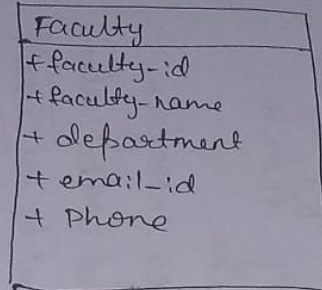 Faculty
+faculty-id
+faculty-name
+ department
+ email-id
+ phone